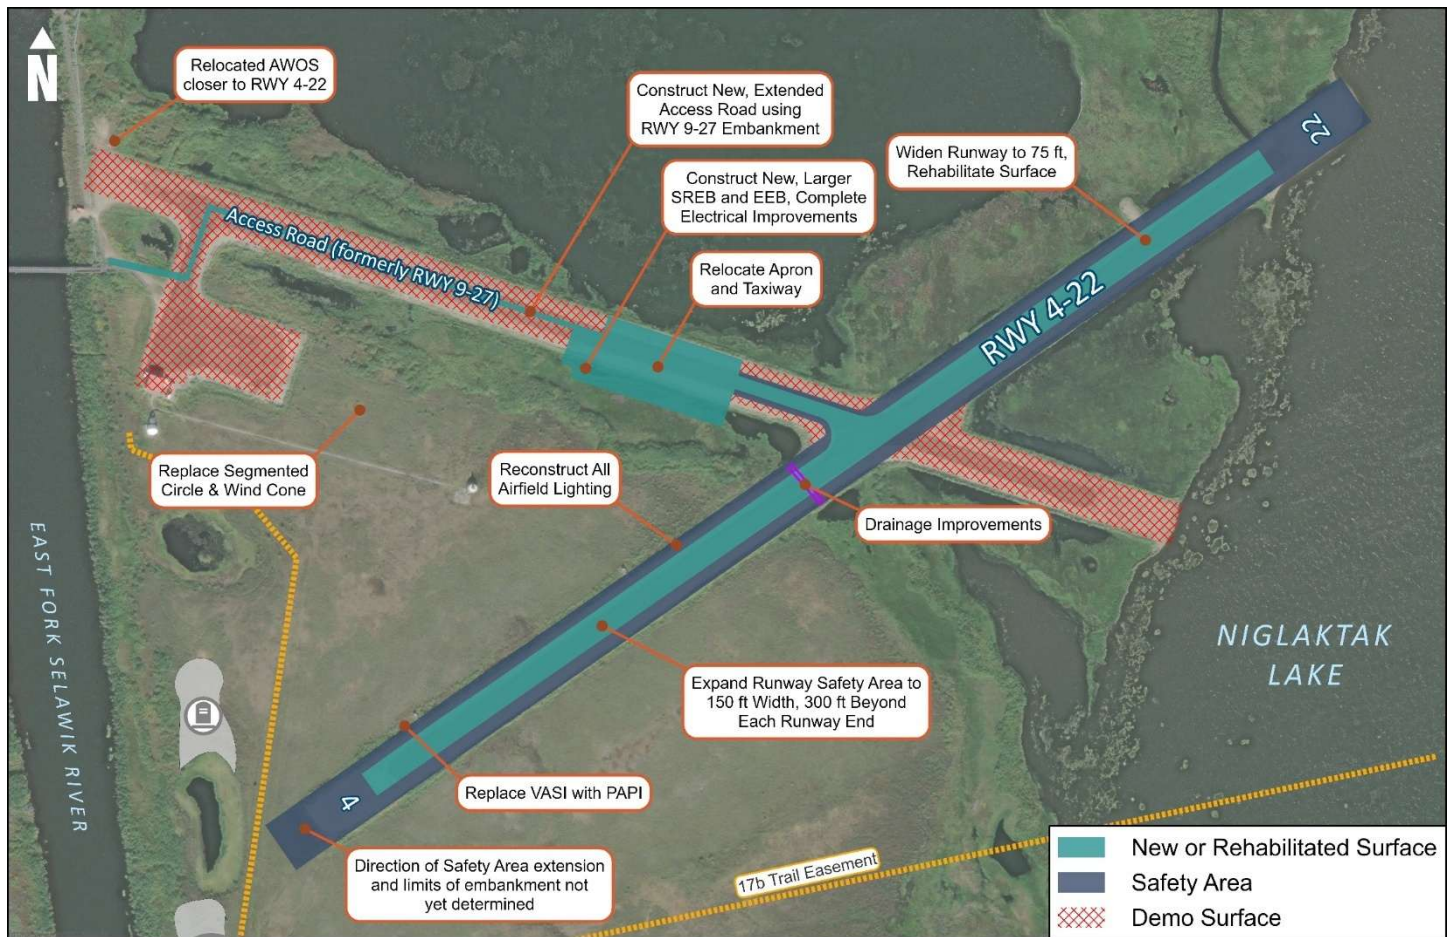 N
Relocated AWOS
closer to RWY 4-22
Construct New, Extended
Access Road using
RWY 9-27 Embankment
Widen Runway to 75 ft,
Rehabilitate Surface
22
Construct New, Larger
SREB and EEB, Complete
Electrical Improvements
Access Road (formerly RWY 9-27)
Relocate Apron
and Taxiway
RWY 4-22
Replace Segmented
Circle & Wind Cone
Reconstruct All
Airfield Lighting
Drainage Improvements
EAST FORK SELAWIK RIVER
NIGLAKTAK
LAKE
Expand Runway Safety Area to
150 ft Width, 300 ft Beyond
Each Runway End
Replace VASI with PAPI
4
Direction of Safety Area extension
and limits of embankment not
yet determined
17b Trail Easement
New or Rehabilitated Surface
Safety Area
Demo Surface